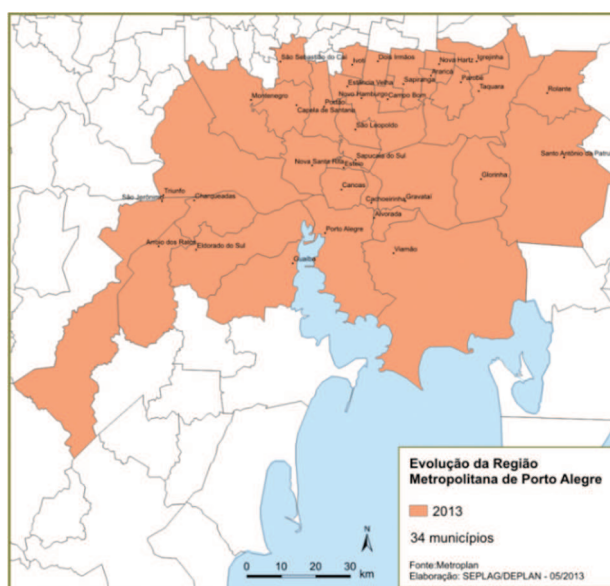 São Sebastião do Caí
Ivoti
Dois Irmãos
Nova Hartz
Igrejinha
Araricá
Estância Velha
Sapiranga
Parobé
Taquara
Rolante
Montenegro
Portão
Novo Hamburgo
Campo Bom
Capela de Santana
São Leopoldo
Santo Antônio da Patru
Nova Santa Rita
Sapucaia do Sul
Esteio
Glorinha
Canoas
São Jerônimo
Triunfo
Charqueadas
Cachoeirinha
Gravataí
Alvorada
Porto Alegre
Arroio dos Ratos
Eldorado do Sul
Viamão
Guaíba
Evolução da Região
Metropolitana de Porto Alegre
2013
34 municípios
Fonte:Metroplan
Elaboração: SEPLAG/DEPLAN - 05/2013
N
0 10 20 30
km